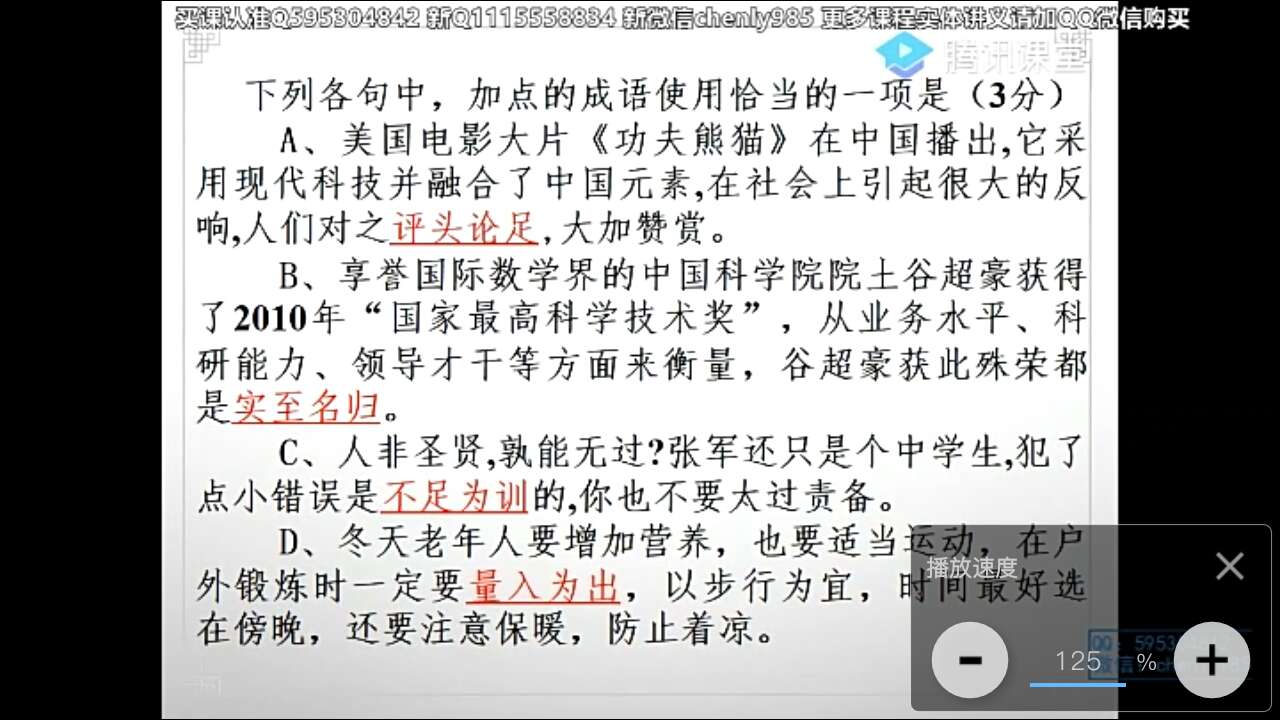 买课认准Q595304842 新Q1115558834 新微信chenly985 更多课程实体讲义请加QQ微信购买
腾讯课堂
下列各句中，加点的成语使用恰当的一项是（3分）
A、美国电影大片《功夫熊猫》在中国播出,它采
用现代科技并融合了中国元素,在社会上引起很大的反
响,人们对之评头论足,大加赞赏。
B、享誉国际数学界的中国科学院院土谷超豪获得
了2010年“国家最高科学技术奖”，从业务水平、科
研能力、领导才干等方面来衡量，谷超豪获此殊荣都
是实至名归。
C、人非圣贤,孰能无过?张军还只是个中学生,犯了
点小错误是不足为训的,你也不要太过责备。
D、冬天老年人要增加营养，也要适当运动，在户
外锻炼时一定要量入为出，以步行为宜，时间最好选
在傍晚，还要注意保暖，防止着凉。
播放速度
- 125 % +